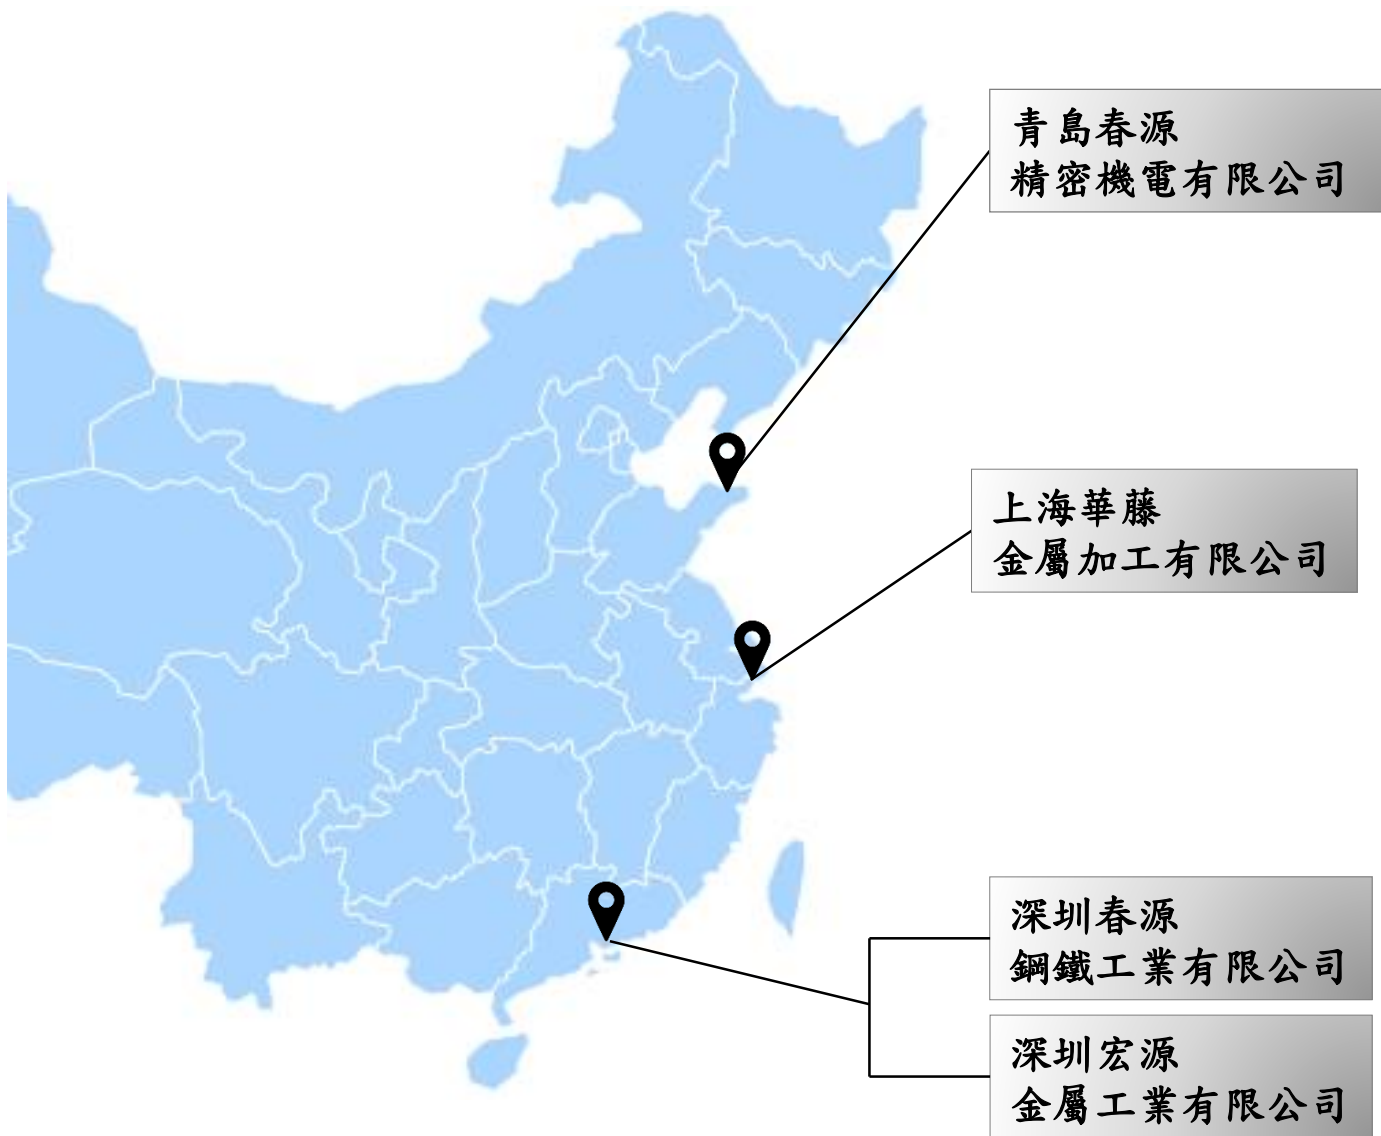 青島春源
精密機電有限公司
上海華藤
金屬加工有限公司
深圳春源
鋼鐵工業有限公司
深圳宏源
金屬工業有限公司